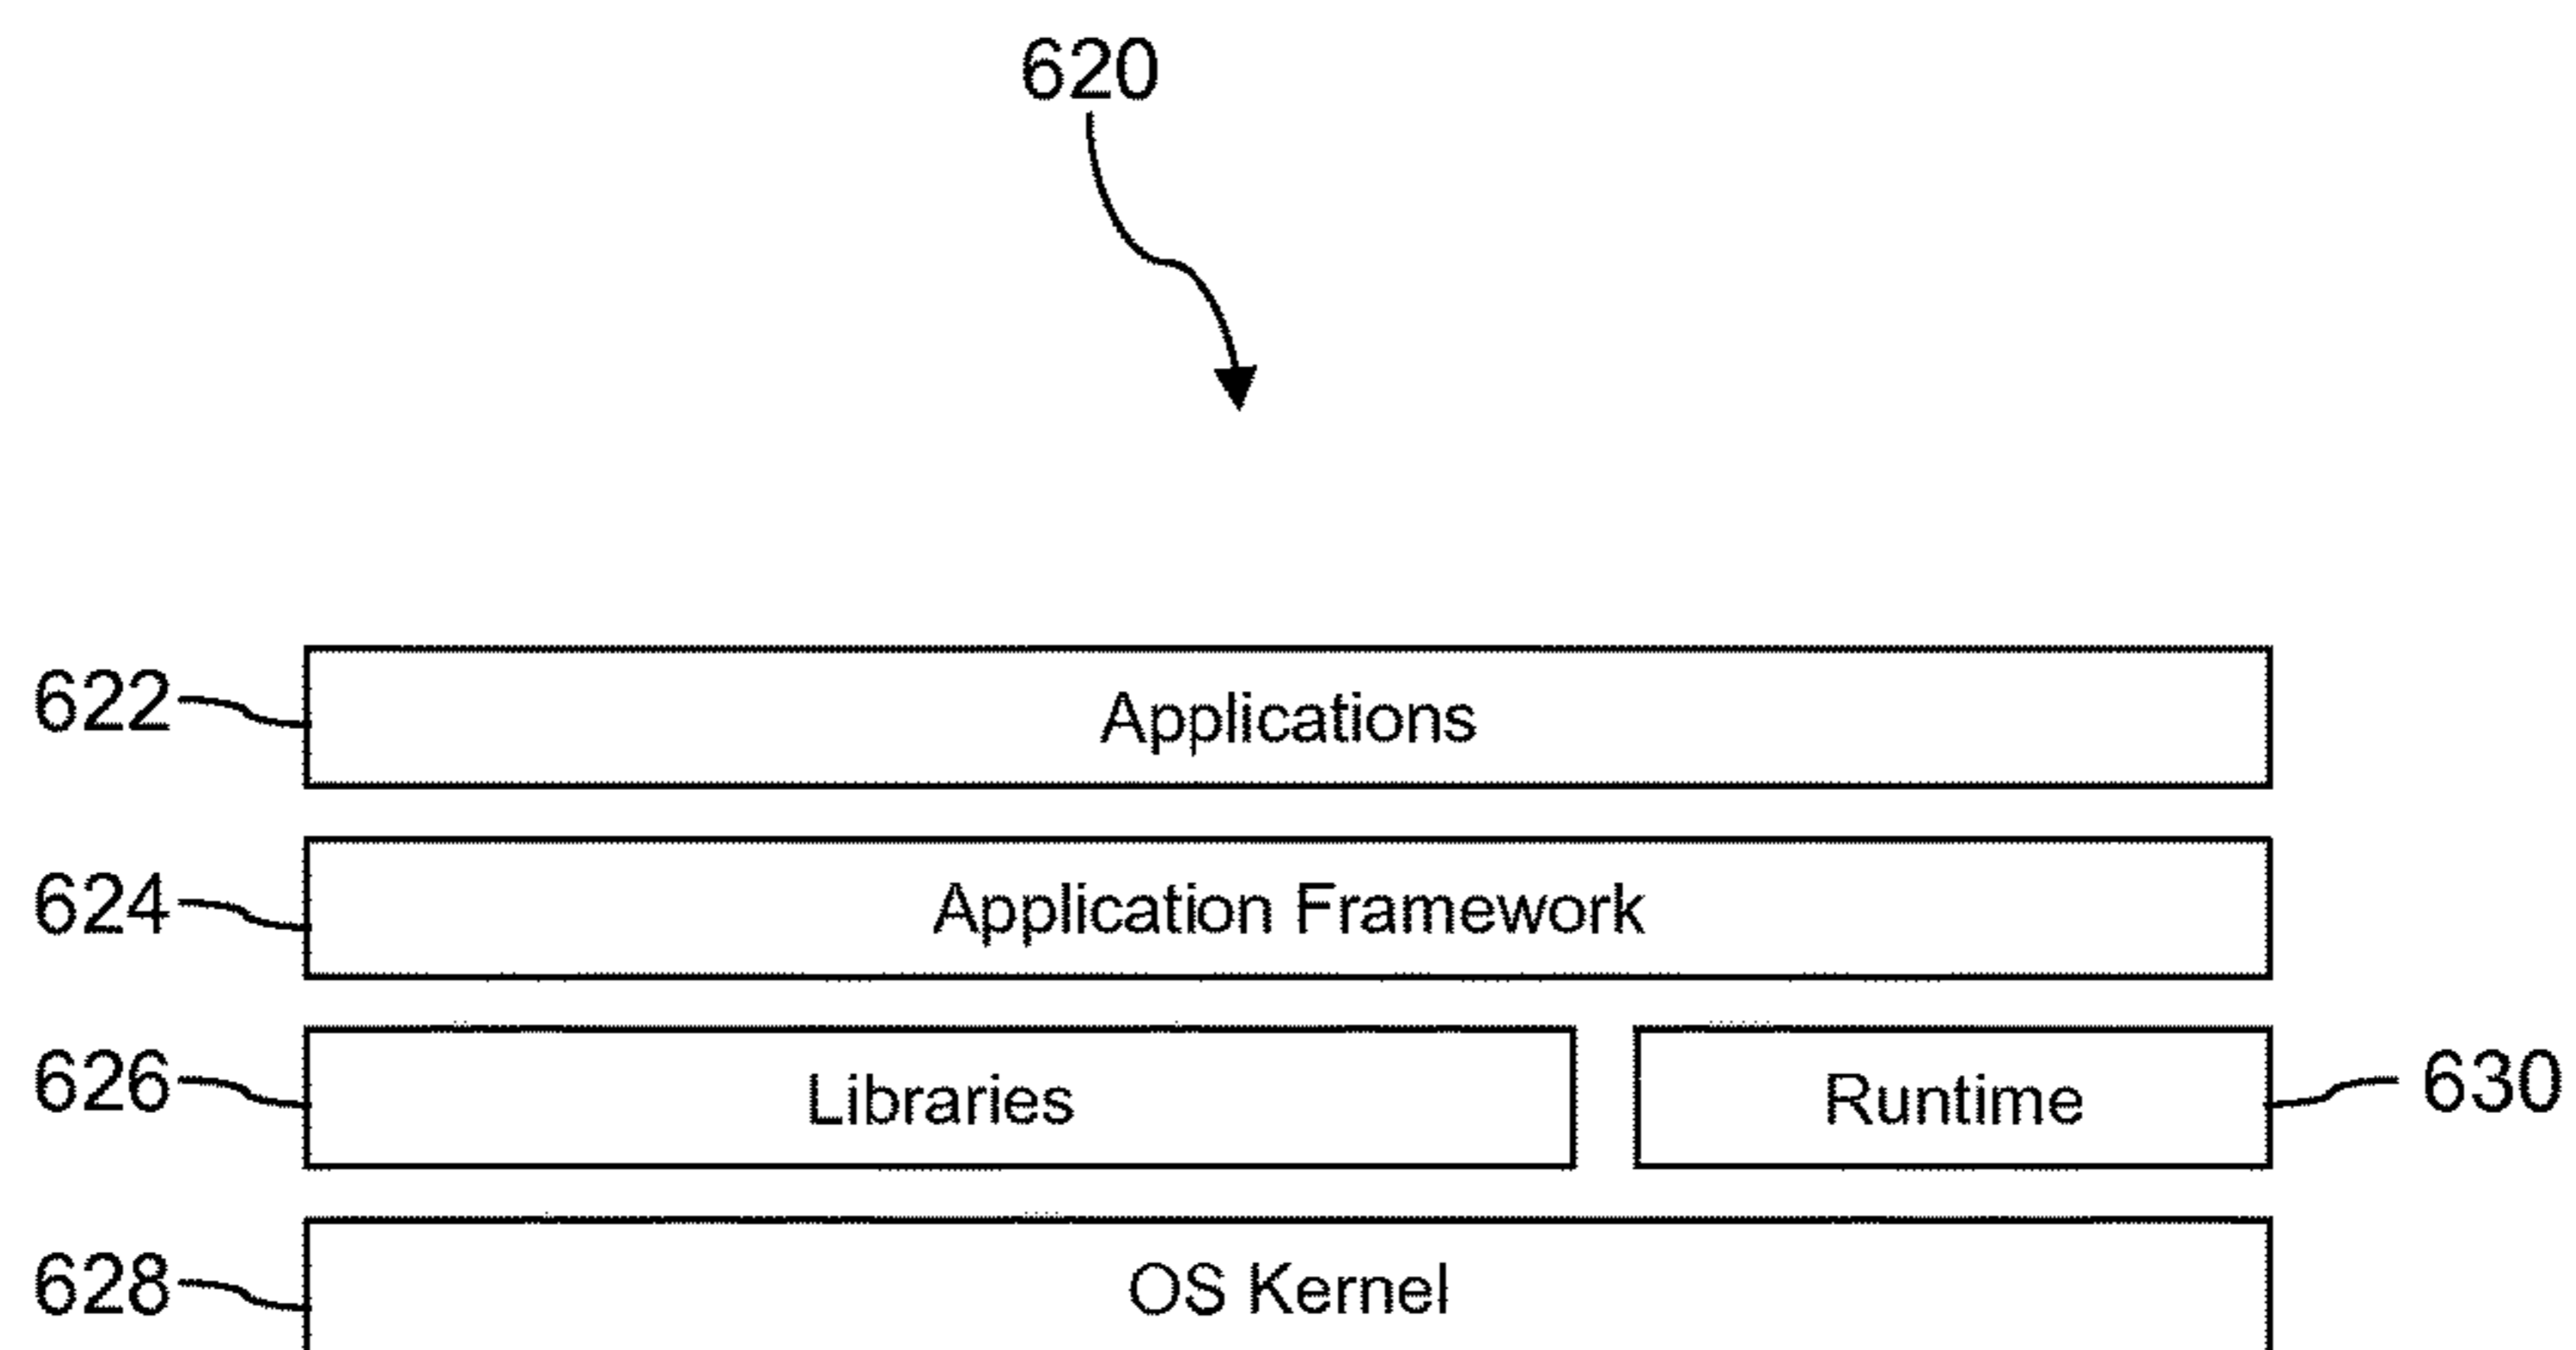 620
622 Applications
624 Application Framework
626 Libraries Runtime 630
628 OS Kernel